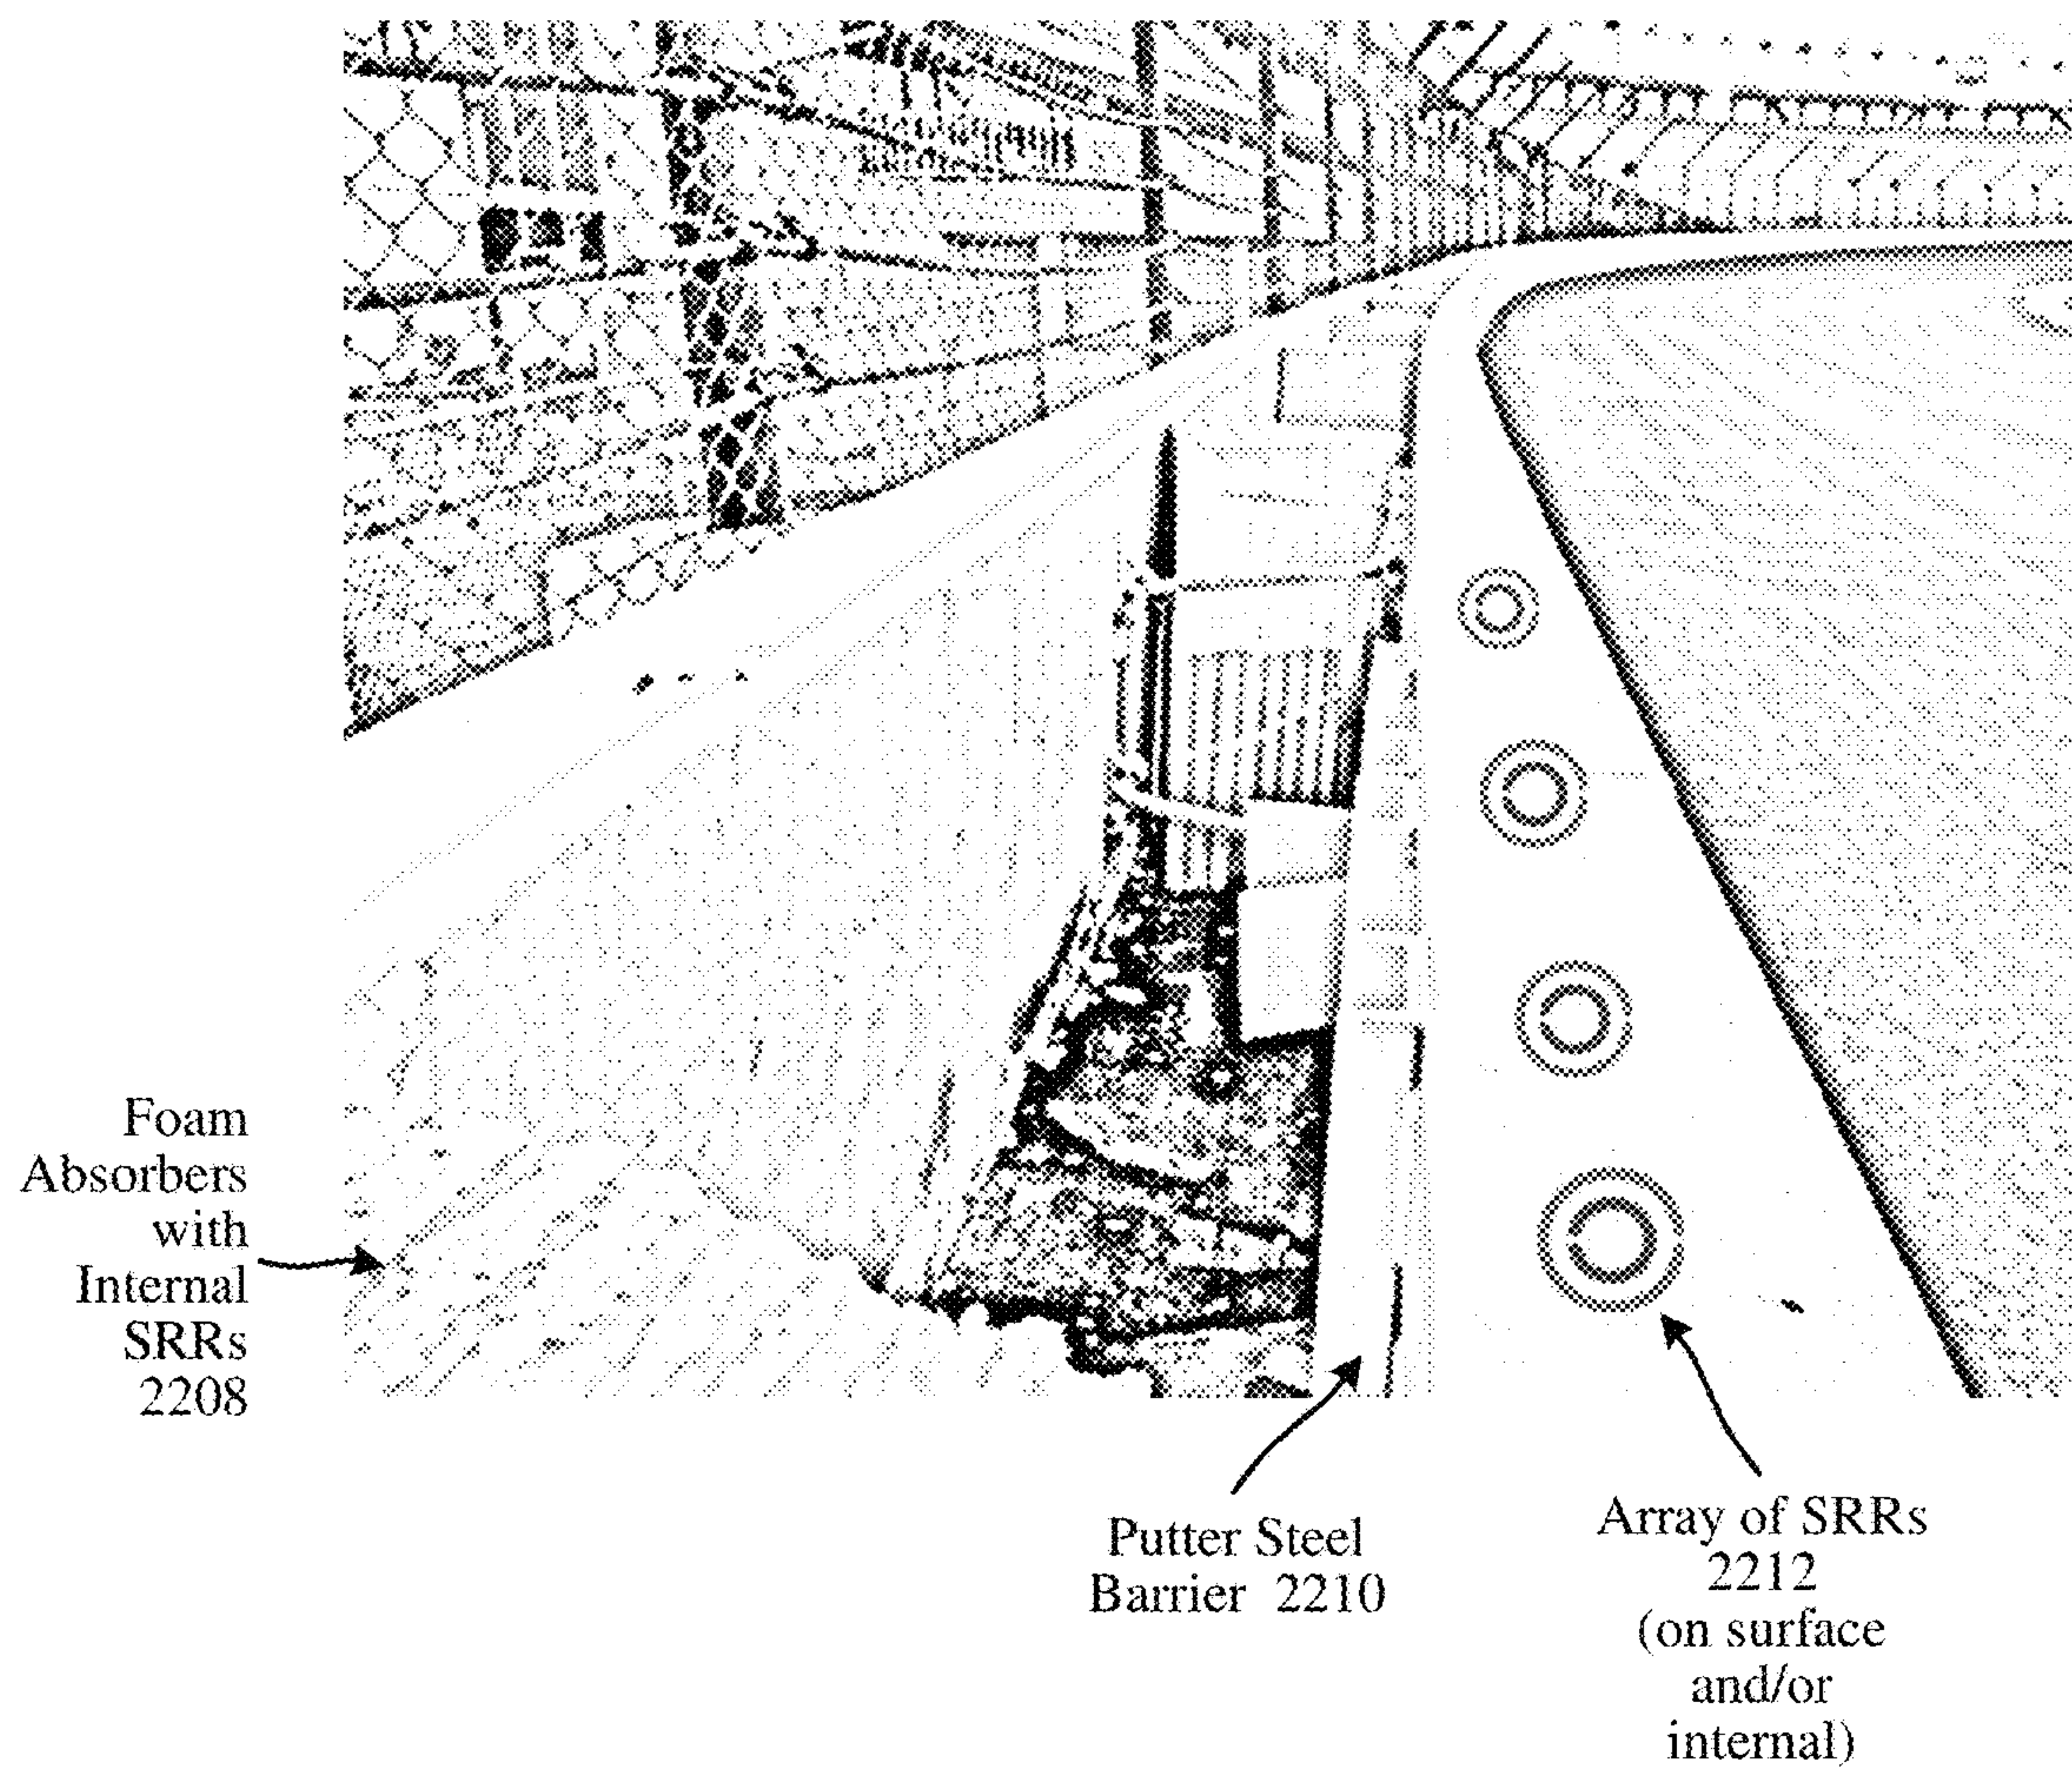 Foam
Absorbers
with
Internal
SRRs
2208
Putter Steel
Barrier 2210
Array of SRRs
2212
(on surface
and/or
internal)